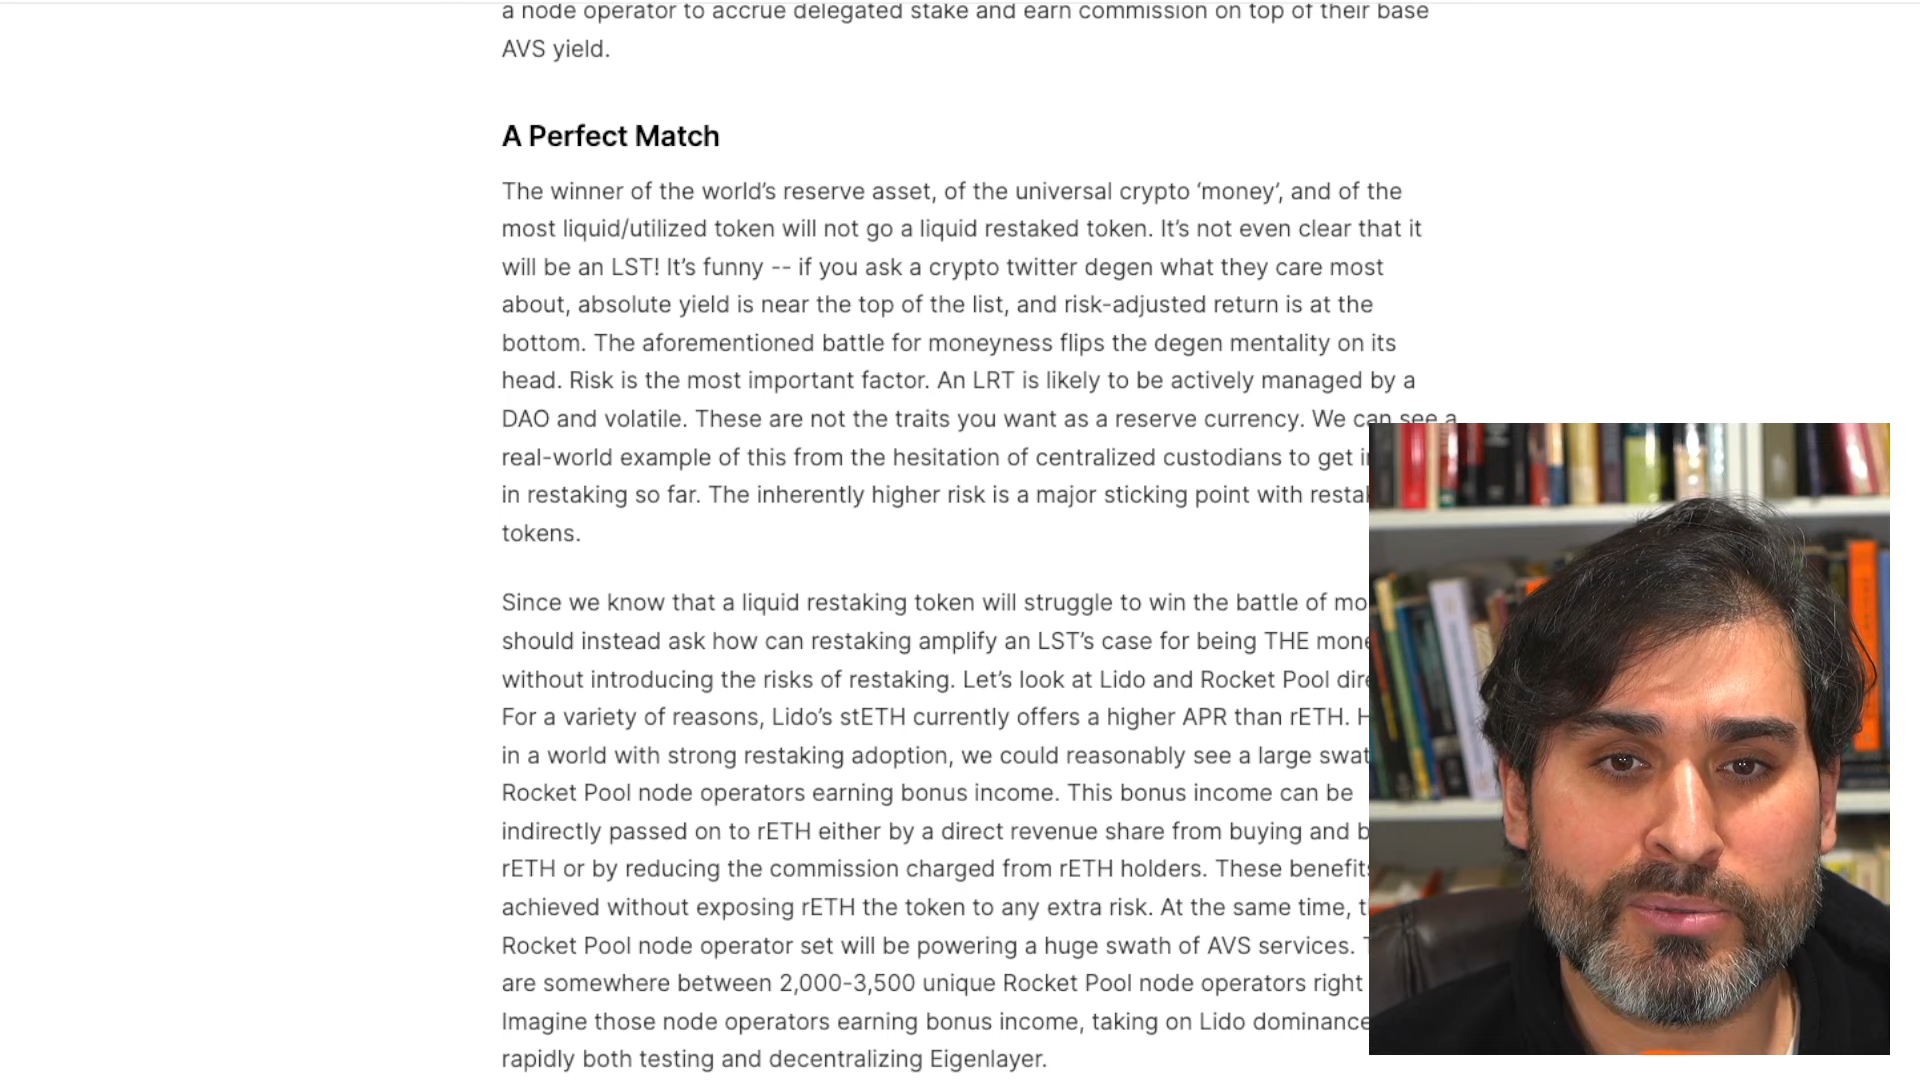 a node operator to accrue delegated stake and earn commission on top of their base
AVS yield.
A Perfect Match
The winner of the world’s reserve asset, of the universal crypto ‘money’, and of the
most liquid/utilized token will not go a liquid restaked token. It’s not even clear that it
will be an LST! It’s funny -- if you ask a crypto twitter degen what they care most
about, absolute yield is near the top of the list, and risk-adjusted return is at the
bottom. The aforementioned battle for moneyness flips the degen mentality on its
head. Risk is the most important factor. An LRT is likely to be actively managed by a
DAO and volatile. These are not the traits you want as a reserve currency. We can see a
real-world example of this from the hesitation of centralized custodians to get
in restaking so far. The inherently higher risk is a major sticking point with
tokens.
Since we know that a liquid restaking token will struggle to win the battle of
should instead ask how can restaking amplify an LST’s case for being THE
without introducing the risks of restaking. Let’s look at Lido and Rocket Pool
For a variety of reasons, Lido’s stETH currently offers a higher APR than rETH.
in a world with strong restaking adoption, we could reasonably see a large
Rocket Pool node operators earning bonus income. This bonus income can be
indirectly passed on to rETH either by a direct revenue share from buying and
rETH or by reducing the commission charged from rETH holders. These
achieved without exposing rETH the token to any extra risk. At the same time,
Rocket Pool node operator set will be powering a huge swath of AVS services.
are somewhere between 2,000-3,500 unique Rocket Pool node operators right
Imagine those node operators earning bonus income, taking on Lido dominance
rapidly both testing and decentralizing Eigenlayer.